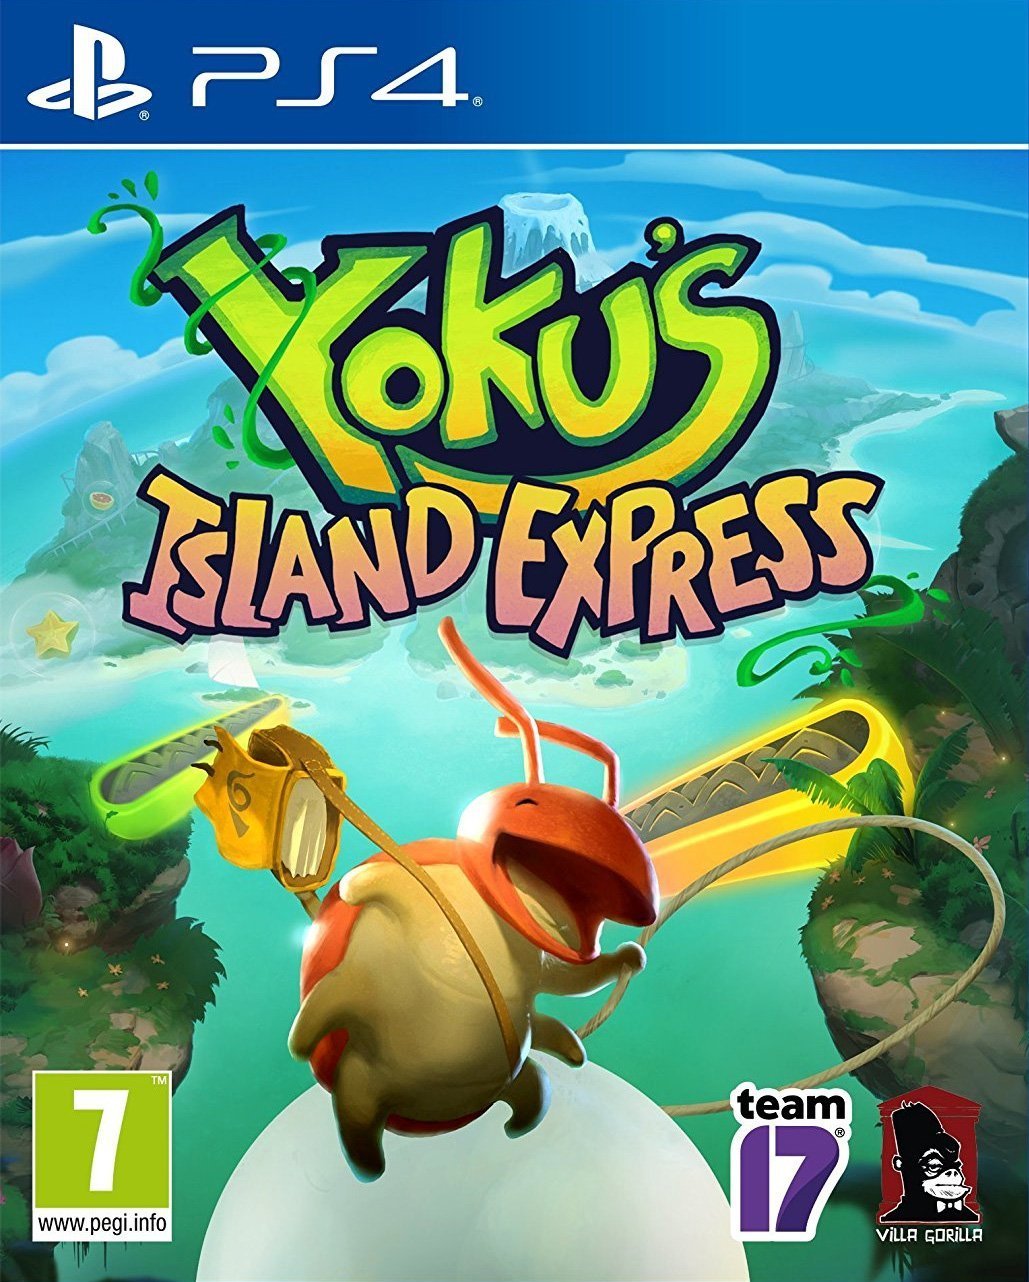 PS4
YOKU'S
ISLAND EXPRESS
7
www.pegi.info
team
17
VILLA GORILLA